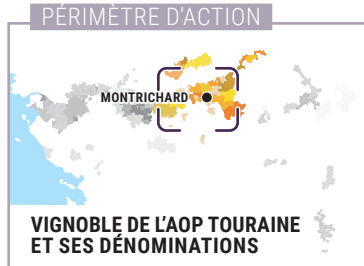 PÉRIMÈTRE D'ACTION
MONTRICHARD
VIGNOBLE DE L'AOP TOURAINE
ET SES DÉNOMINATIONS